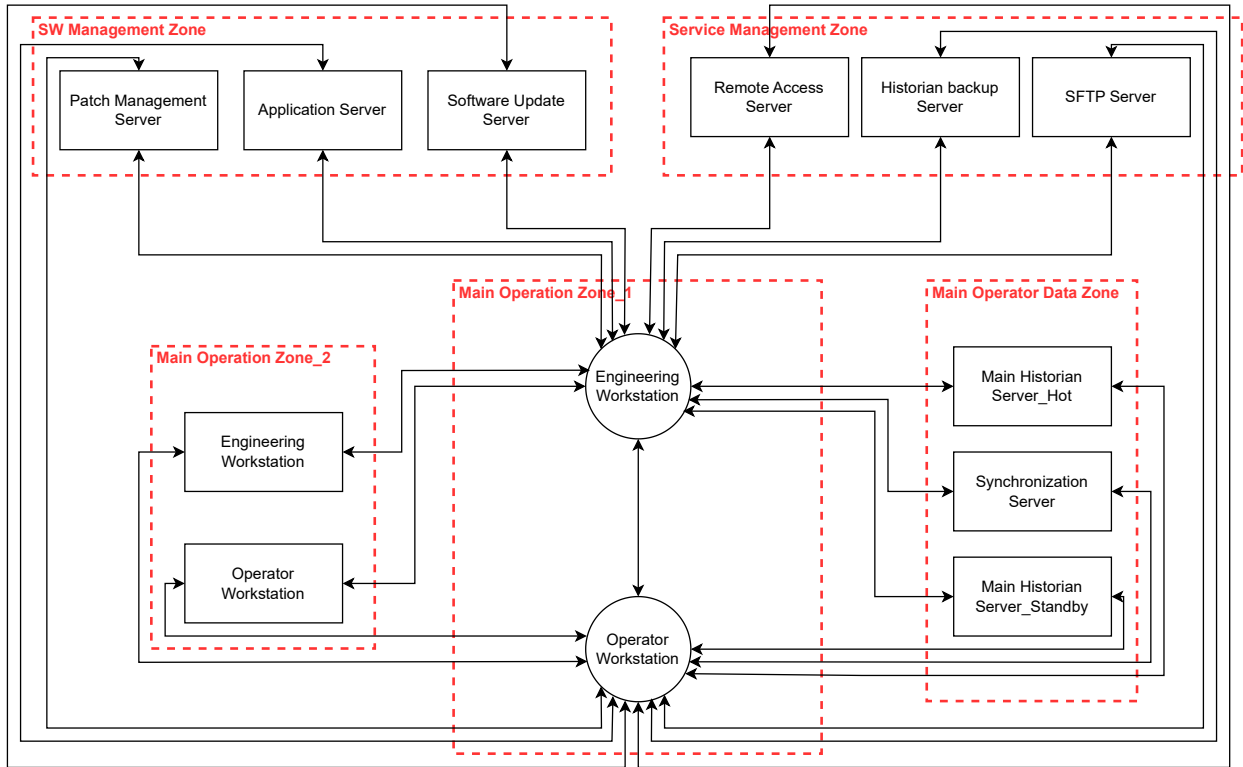 SW Management Zone
Service Management Zone
Patch Management
Server
Application Server
Software Update
Server
Remote Access
Server
Historian backup
Server
SFTP Server
Main Operation Zone_1
Main Operator Data Zone
Main Operation Zone_2
Engineering
Workstation
Main Historian
Server_Hot
Engineering
Workstation
Synchronization
Server
Operator
Workstation
Main Historian
Server_Standby
Operator
Workstation